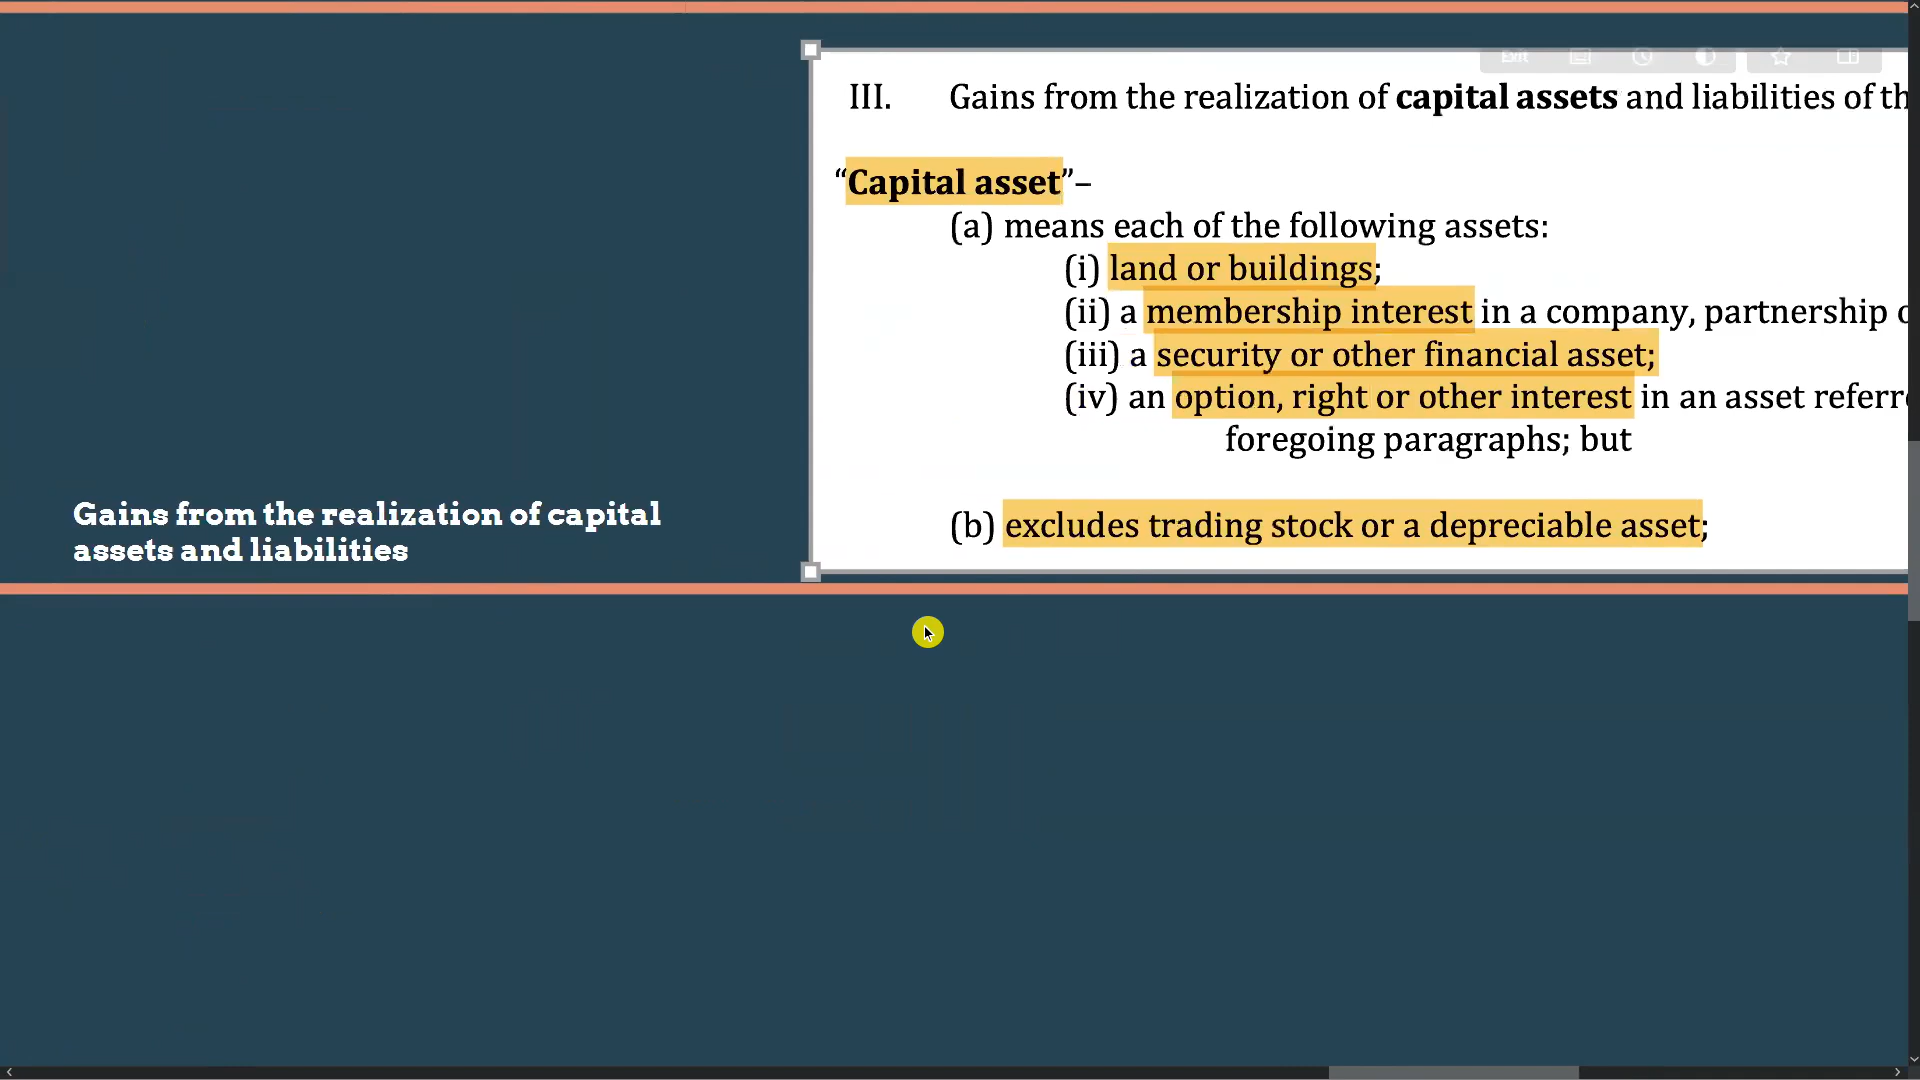 Exit
III. Gains from the realization of capital assets and liabilities of th
“Capital asset”–
(a) means each of the following assets:
(i) land or buildings;
(ii) a membership interest in a company, partnership
(iii) a security or other financial asset;
(iv) an option, right or other interest in an asset referr
foregoing paragraphs; but
(b) excludes trading stock or a depreciable asset;
Gains from the realization of capital
assets and liabilities